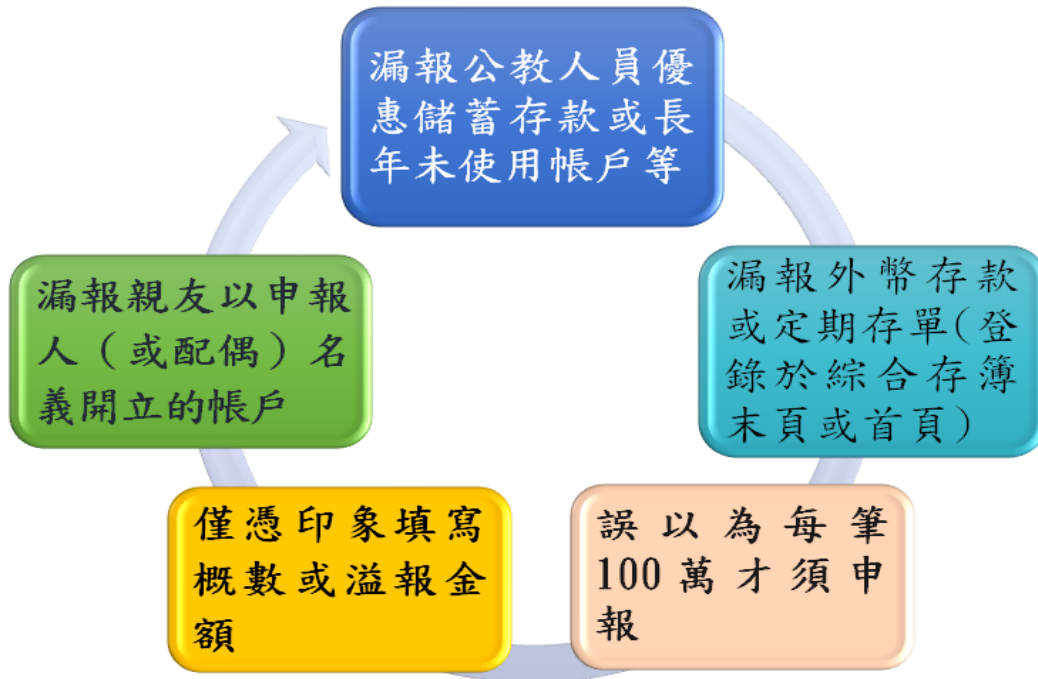 漏報公教人員優
惠儲蓄存款或長
年未使用帳戶等
漏報外幣存款
或定期存單(登
錄於綜合存簿
末頁或首頁)
誤以為每筆
100萬才須申
報
僅憑印象填寫
概數或溢報金
額
漏報親友以申報
人（或配偶）名
義開立的帳戶